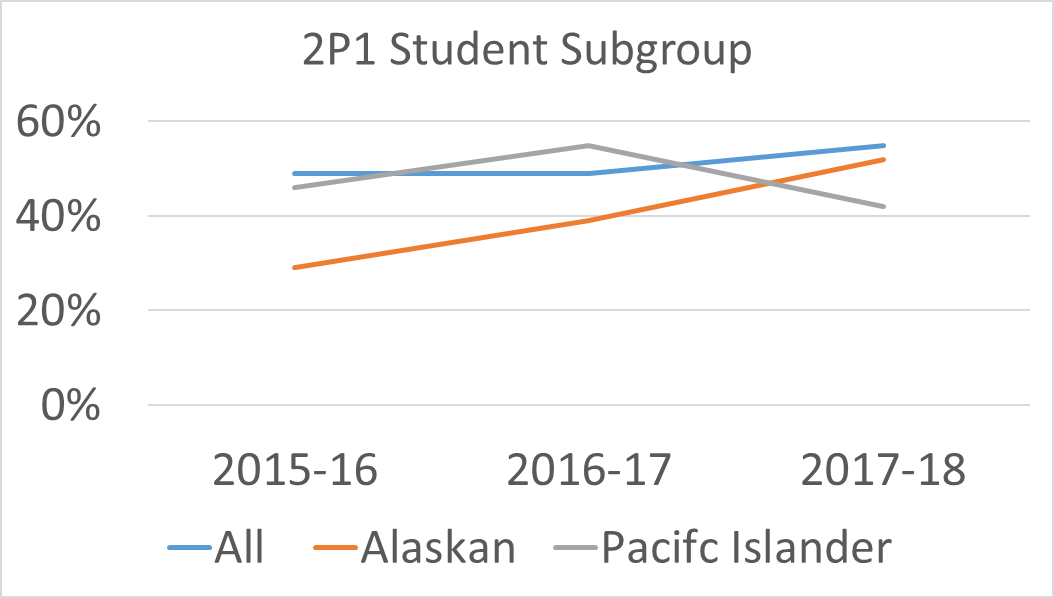 2P1 Student Subgroup
60%
40%
20%
0%
2015-16 2016-17 2017-18
All Alaskan Pacifc Islander